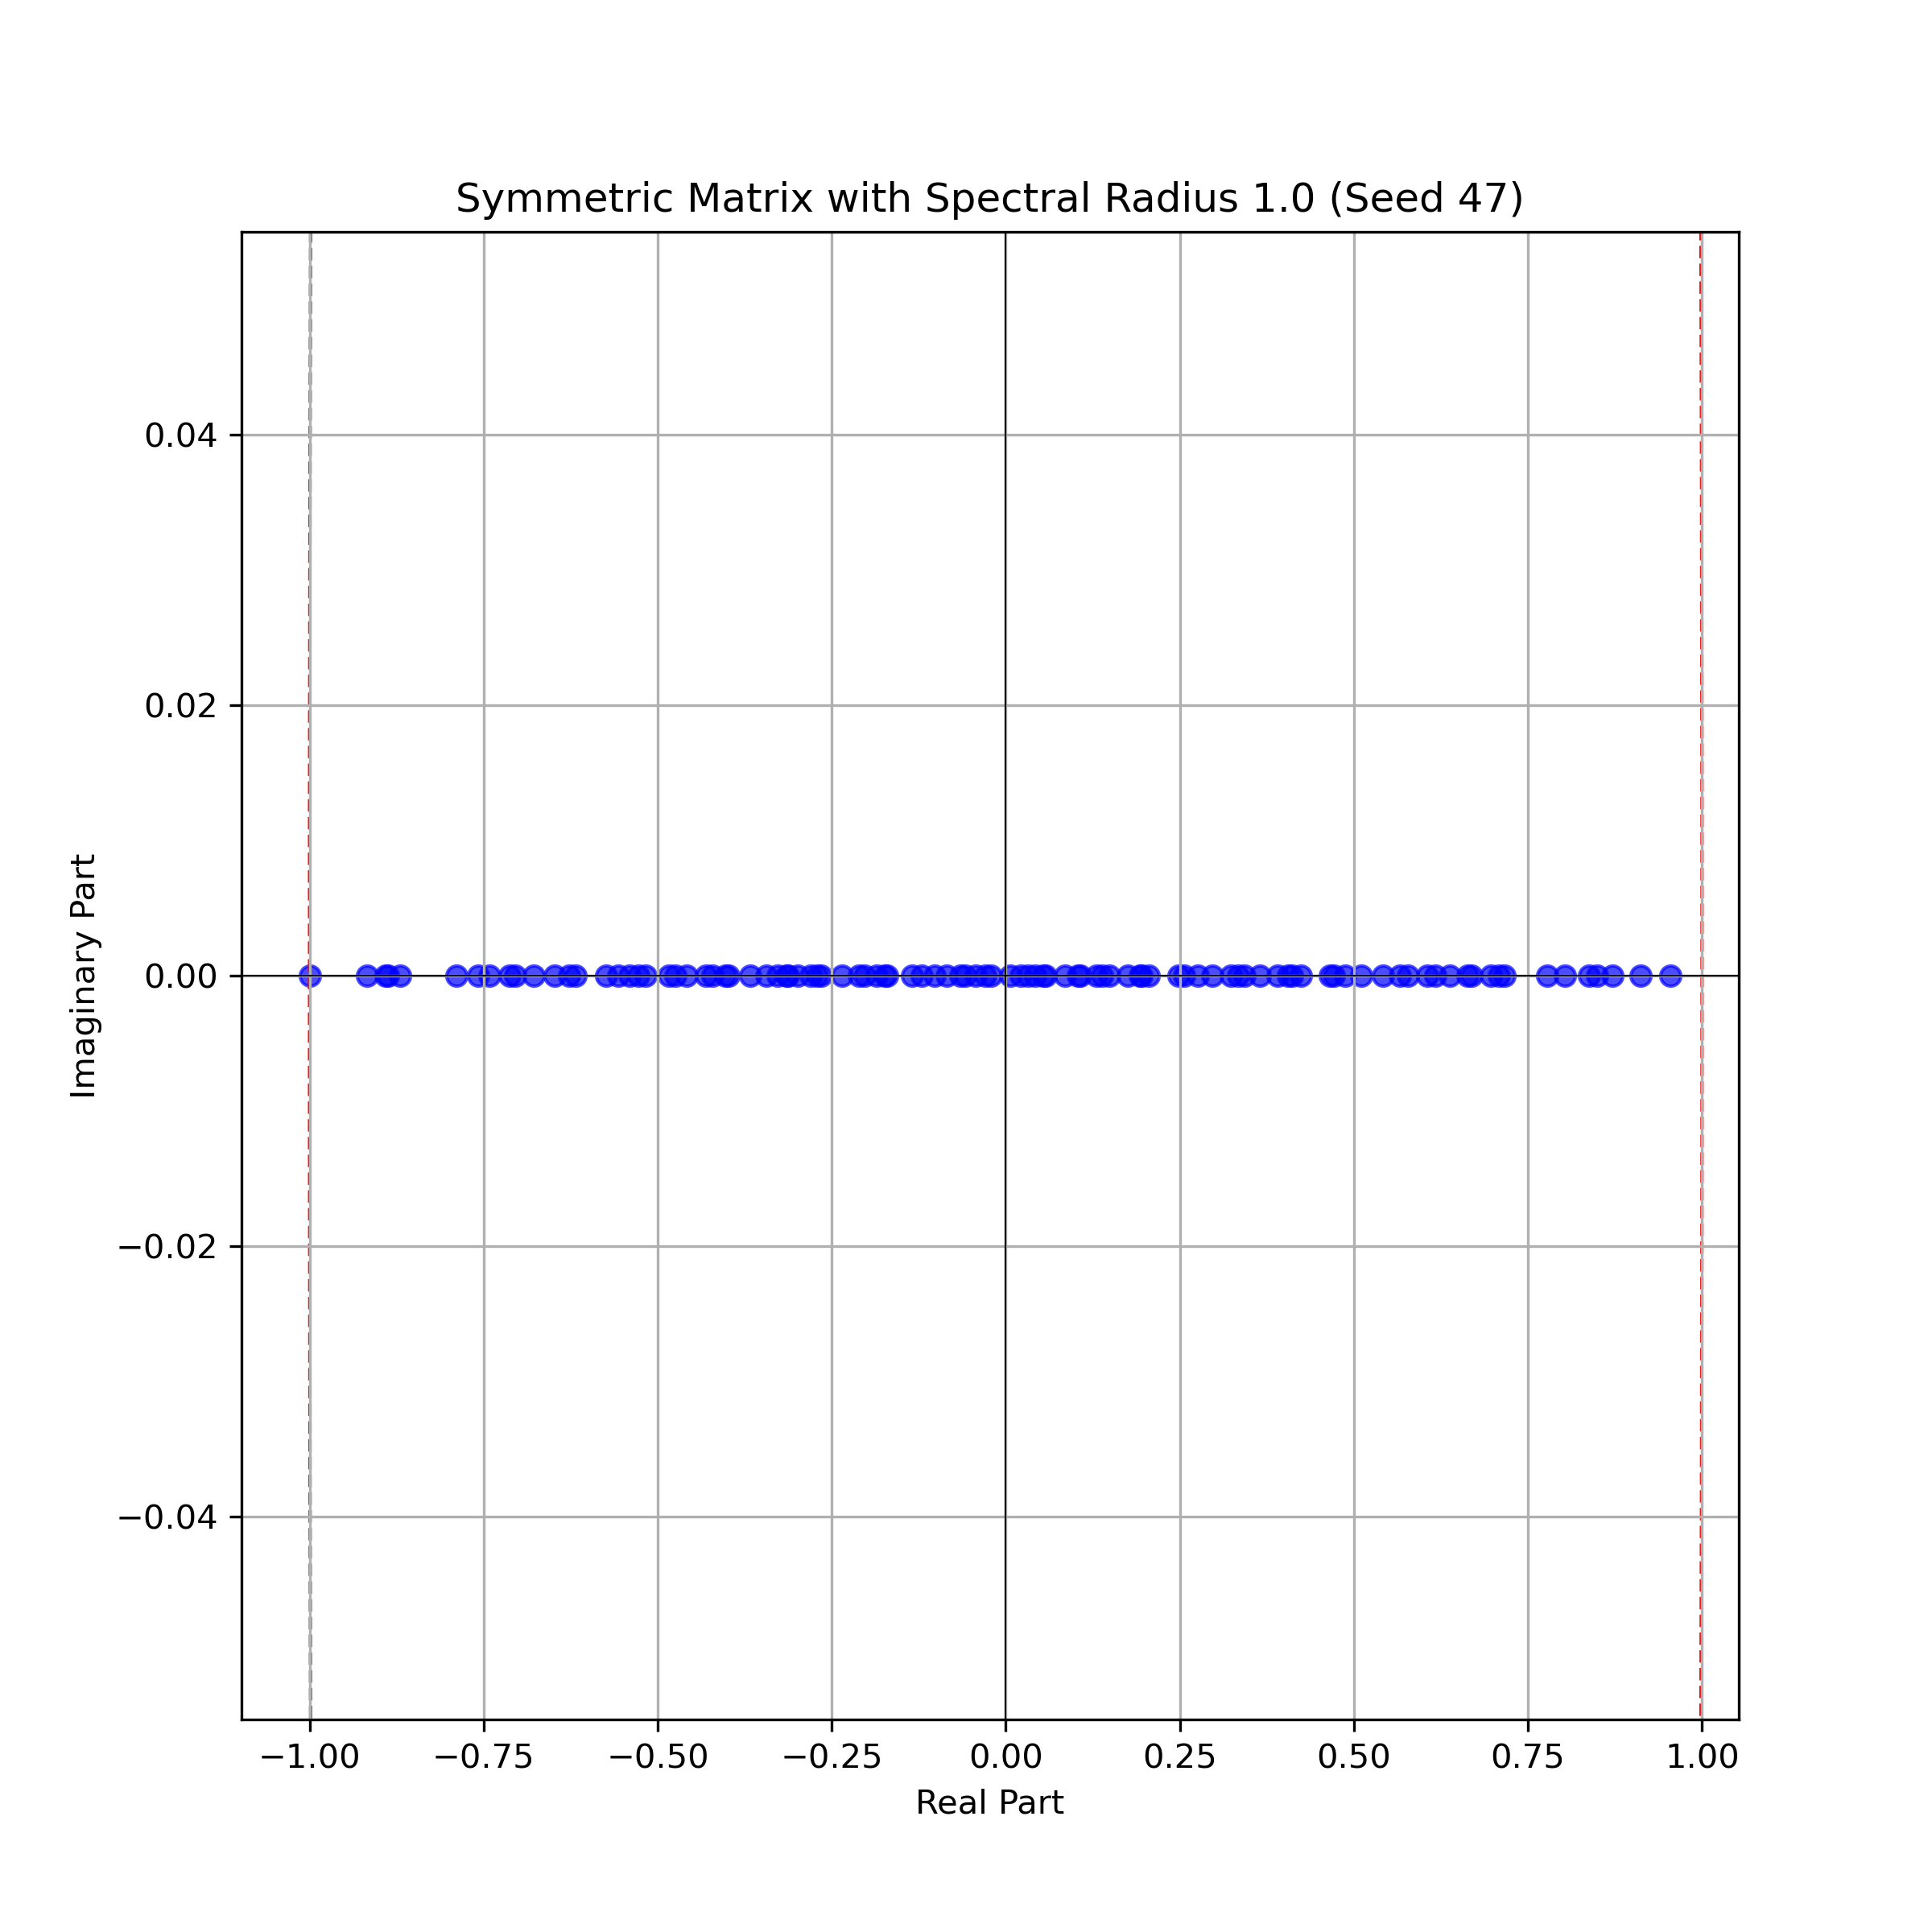 Symmetric Matrix with Spectral Radius 1.0 (Seed 47)
Imaginary Part
0.04
0.02
0.00
−0.02
−0.04
−1.00 −0.75 −0.50 −0.25 0.00 0.25 0.50 0.75 1.00
Real Part